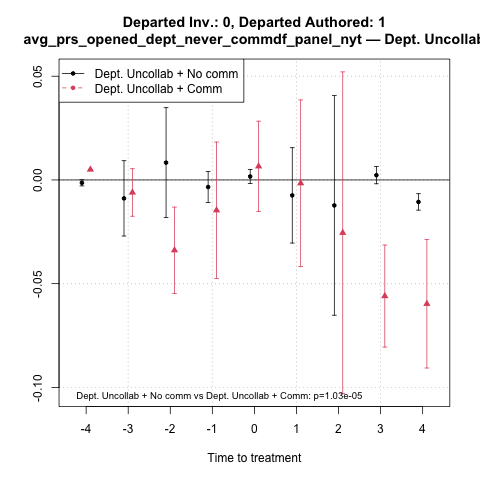 Departed Inv.: 0, Departed Authored: 1
avg_prs_opened_dept_never_commdf_panel_nyt — Dept. Uncollab
Dept. Uncollab + No comm
Dept. Uncollab + Comm
0.05
0.00
-0.05
-0.10
Dept. Uncollab + No comm vs Dept. Uncollab + Comm: p=1.03e-05
-4 -3 -2 -1 0 1 2 3 4
Time to treatment